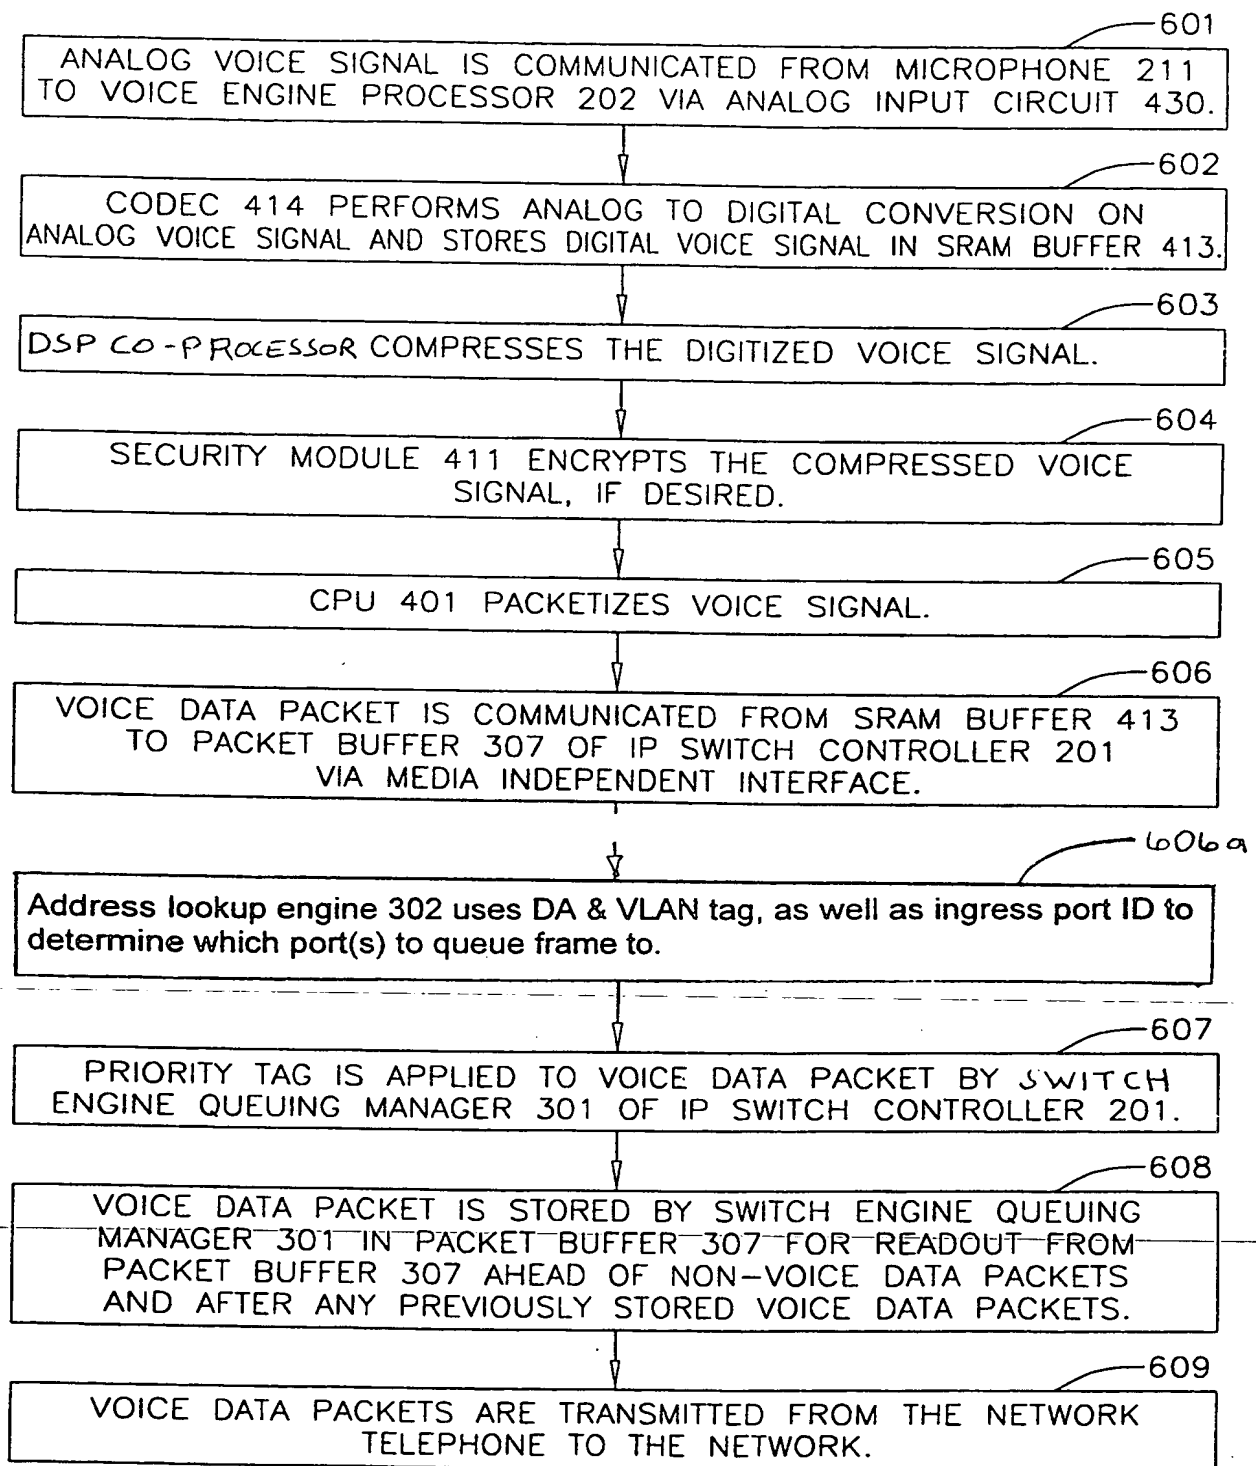 601
ANALOG VOICE SIGNAL IS COMMUNICATED FROM MICROPHONE 211
TO VOICE ENGINE PROCESSOR 202 VIA ANALOG INPUT CIRCUIT 430.
602
CODEC 414 PERFORMS ANALOG TO DIGITAL CONVERSION ON
ANALOG VOICE SIGNAL AND STORES DIGITAL VOICE SIGNAL IN SRAM BUFFER 413.
603
DSP CO-PROCESSOR COMPRESSES THE DIGITIZED VOICE SIGNAL.
604
SECURITY MODULE 411 ENCRYPTS THE COMPRESSED VOICE
SIGNAL, IF DESIRED.
605
CPU 401 PACKETIZES VOICE SIGNAL.
606
VOICE DATA PACKET IS COMMUNICATED FROM SRAM BUFFER 413
TO PACKET BUFFER 307 OF IP SWITCH CONTROLLER 201
VIA MEDIA INDEPENDENT INTERFACE.
606a
Address lookup engine 302 uses DA & VLAN tag, as well as ingress port ID to
determine which port(s) to queue frame to.
607
PRIORITY TAG IS APPLIED TO VOICE DATA PACKET BY SWITCH
ENGINE QUEUING MANAGER 301 OF IP SWITCH CONTROLLER 201.
608
VOICE DATA PACKET IS STORED BY SWITCH ENGINE QUEUING
MANAGER 301 IN PACKET BUFFER 307 FOR READOUT FROM
PACKET BUFFER 307 AHEAD OF NON-VOICE DATA PACKETS
AND AFTER ANY PREVIOUSLY STORED VOICE DATA PACKETS.
609
VOICE DATA PACKETS ARE TRANSMITTED FROM THE NETWORK
TELEPHONE TO THE NETWORK.